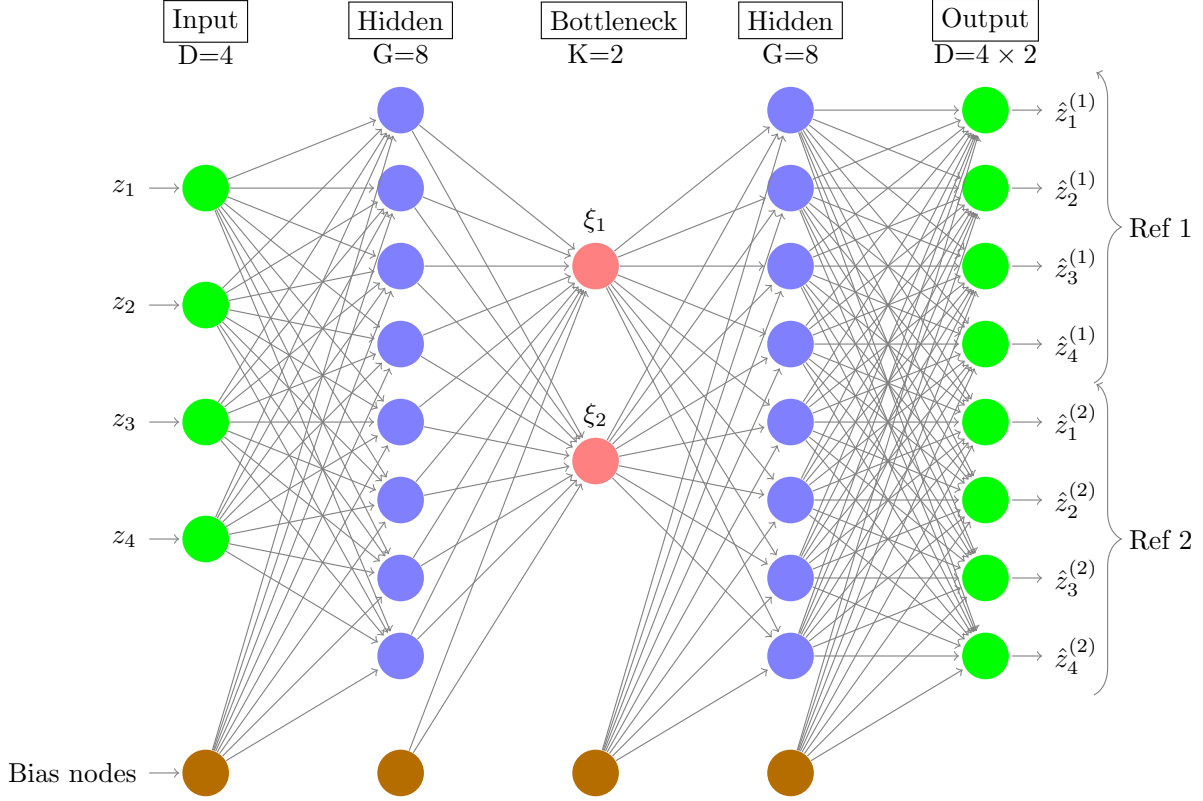 Input Hidden Bottleneck Hidden Output
D=4 G=8 K=2 G=8 D=4 × 2
z₁
z₂
z₃
z₄
Bias nodes
ξ₁
ξ₂
ẑ₁⁽¹⁾
ẑ₂⁽¹⁾
ẑ₃⁽¹⁾
ẑ₄⁽¹⁾
Ref 1
ẑ₁⁽²⁾
ẑ₂⁽²⁾
ẑ₃⁽²⁾
ẑ₄⁽²⁾
Ref 2